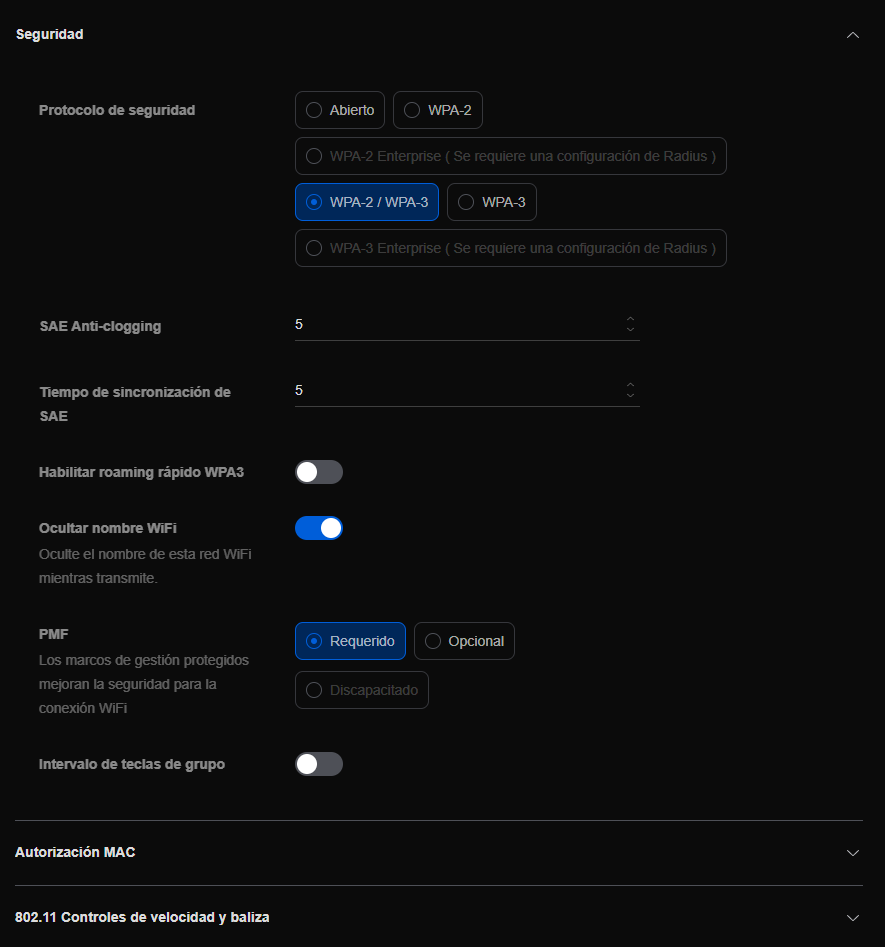 Seguridad
Protocolo de seguridad
Abierto
WPA-2
WPA-2 Enterprise ( Se requiere una configuración de Radius )
WPA-2 / WPA-3
WPA-3
WPA-3 Enterprise ( Se requiere una configuración de Radius )
SAE Anti-clogging
5
Tiempo de sincronización de
SAE
5
Habilitar roaming rápido WPA3
Ocultar nombre WiFi
Oculte el nombre de esta red WiFi
mientras transmite.
PMF
Los marcos de gestión protegidos
mejoran la seguridad para la
conexión WiFi
Requerido
Opcional
Discapacitado
Intervalo de teclas de grupo
Autorización MAC
802.11 Controles de velocidad y baliza